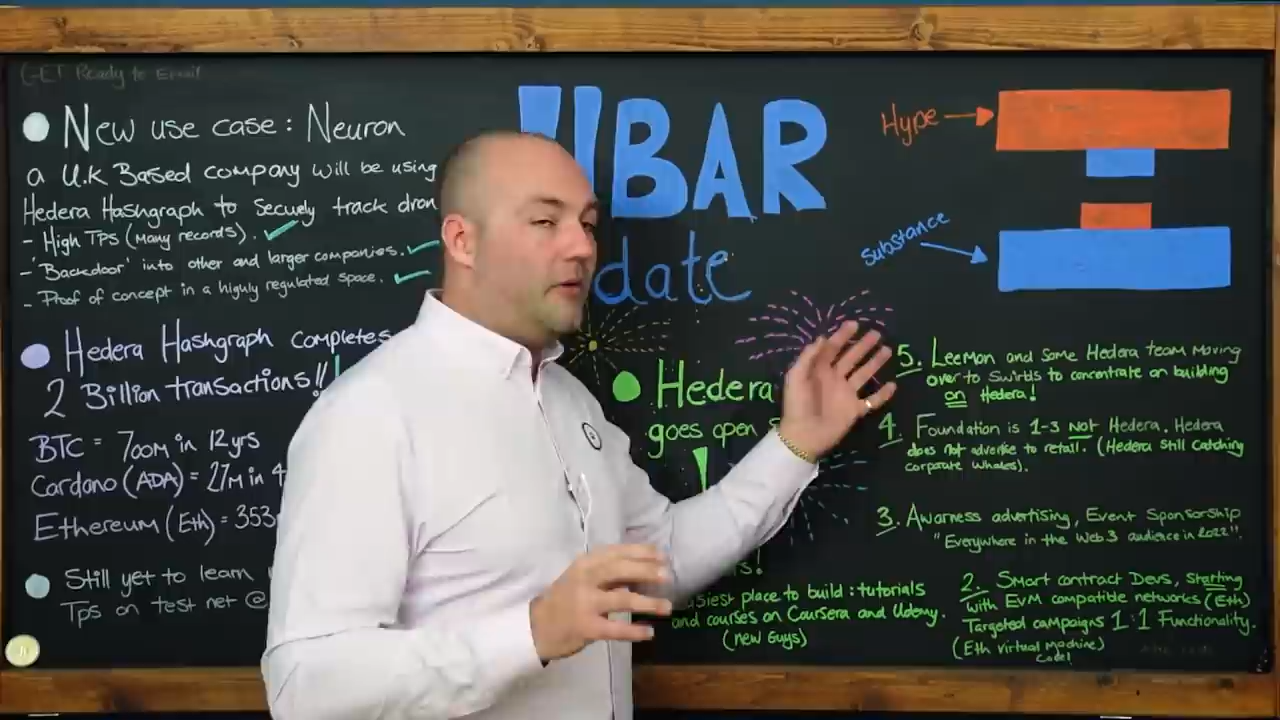 GET Ready to Email
New use case: Neuron
a U.K Based company will be using
Hedera Hashgraph to Securely track dron
- High TPS (Many records).
- 'Backdoor' into other and larger companies.
- Proof of concept in a highly regulated space.
Hedera Hashgraph completes
2 Billion transactions!!
BTC = 700m in 12yrs
Cardano (ADA) = 27m in 4
Ethereum (Eth) = 353
Still yet to learn
Tps on test net @
BAR
date
Hedera
goes open s
!
s!
asiest place to build: tutorials
and courses on Coursera and Udemy.
(new Guys)
Hype
Substance
5. Leemon and some Hedera team moving
over to Swirlds to concentrate on building
on Hedera!
4. Foundation is 1-3 Not Hedera. Hedera
does not advertise to retail. (Hedera Still Catching
Corporate Whales).
3. Awarness advertising, Event Sponsorship
"Everywhere in the Web 3 audience in 2022"!
2. Smart contract Devs, Starting
with EVM compatible networks (Eth)
Targeted campaigns 1:1 Functionality.
(Eth Virtual Machine)
Code!